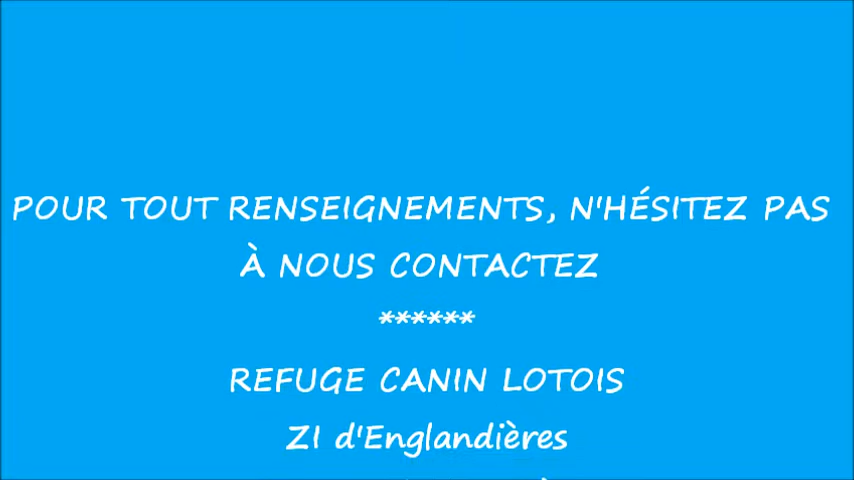 POUR TOUT RENSEIGNEMENTS, N'HÉSITEZ PAS
À NOUS CONTACTEZ
******
REFUGE CANIN LOTOIS
ZI d'Englandières